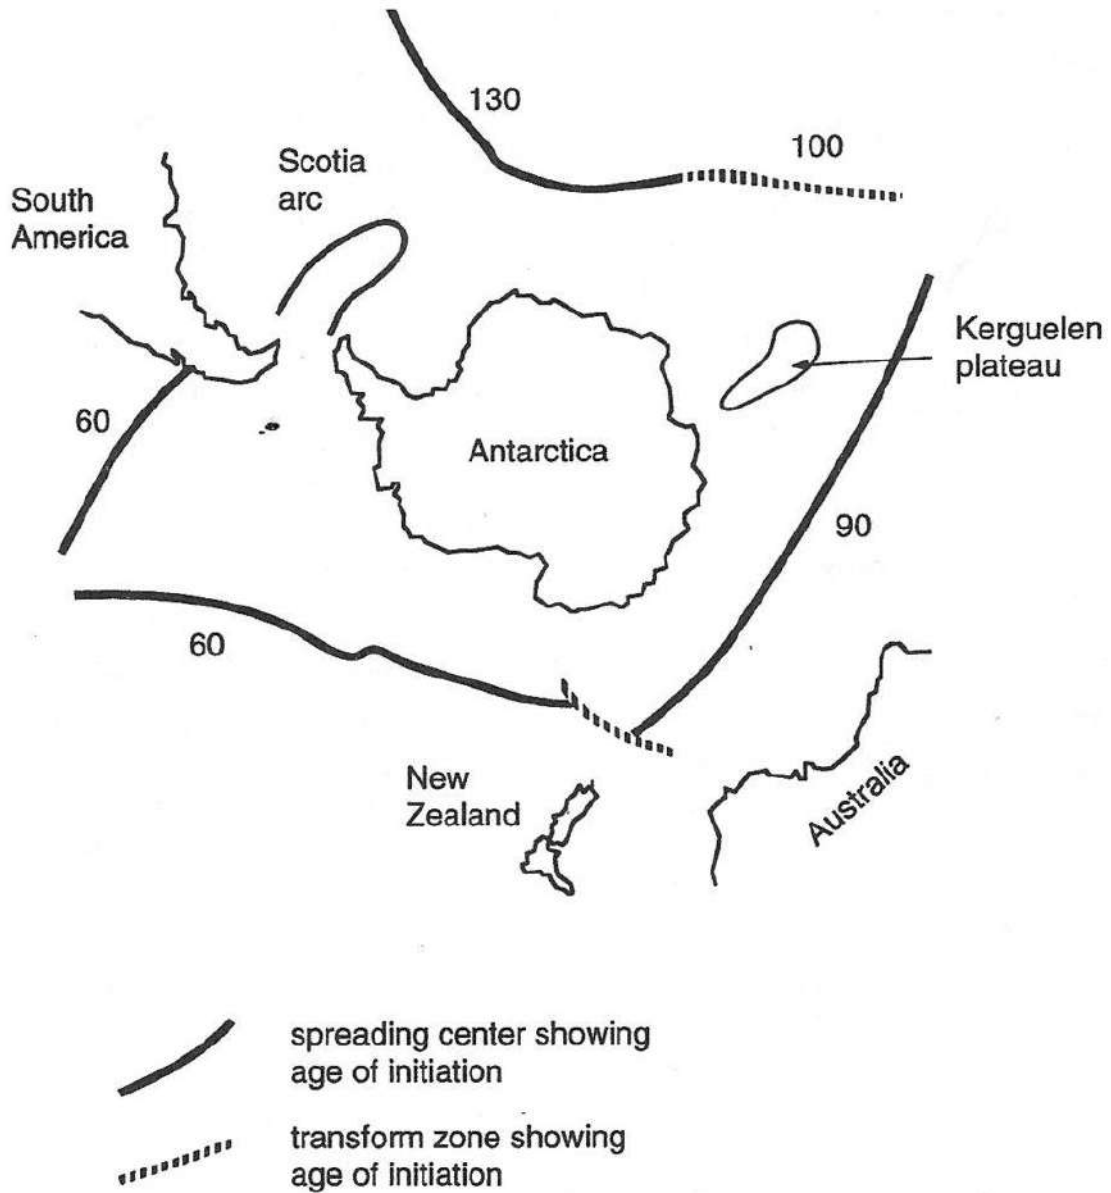 130
100
Scotia
arc
South
America
Kerguelen
plateau
60
Antarctica
90
60
New
Zealand
Australia
spreading center showing
age of initiation
transform zone showing
age of initiation